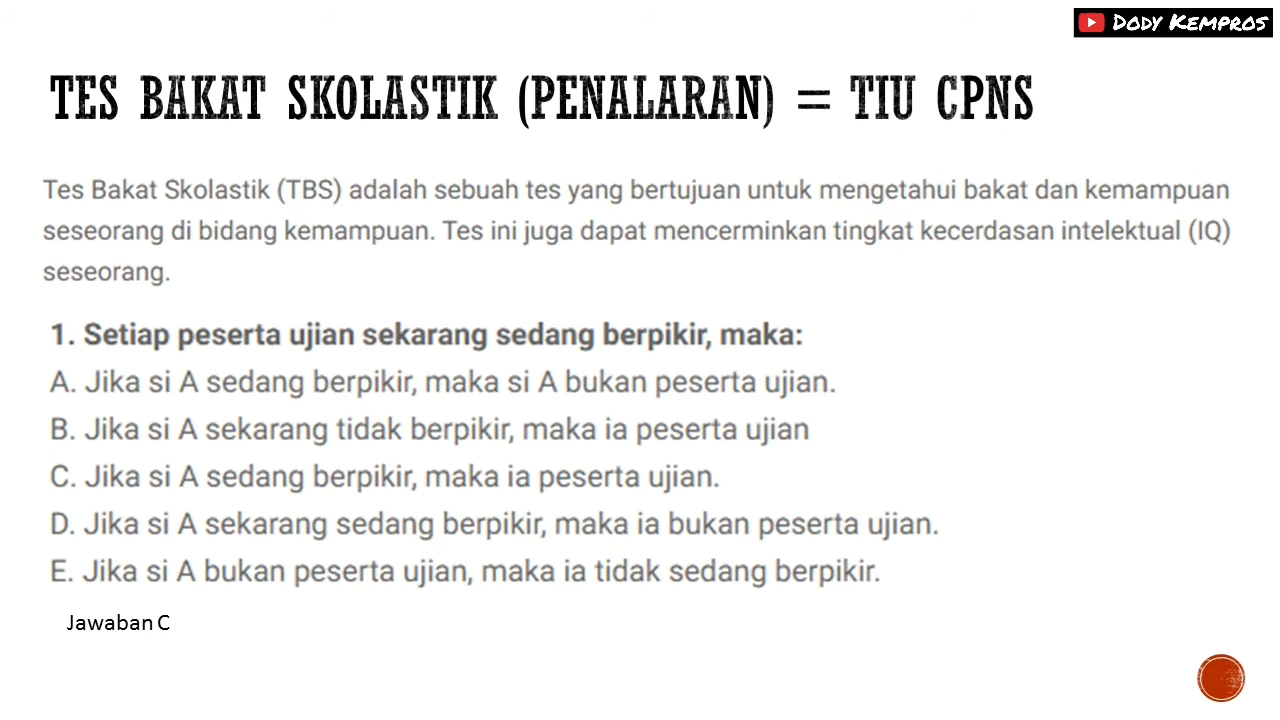 Dody Kempros
TES BAKAT SKOLASTIK (PENALARAN) = TIU CPNS
Tes Bakat Skolastik (TBS) adalah sebuah tes yang bertujuan untuk mengetahui bakat dan kemampuan
seseorang di bidang kemampuan. Tes ini juga dapat mencerminkan tingkat kecerdasan intelektual (IQ)
seseorang.
1. Setiap peserta ujian sekarang sedang berpikir, maka:
A. Jika si A sedang berpikir, maka si A bukan peserta ujian.
B. Jika si A sekarang tidak berpikir, maka ia peserta ujian
C. Jika si A sedang berpikir, maka ia peserta ujian.
D. Jika si A sekarang sedang berpikir, maka ia bukan peserta ujian.
E. Jika si A bukan peserta ujian, maka ia tidak sedang berpikir.
Jawaban C